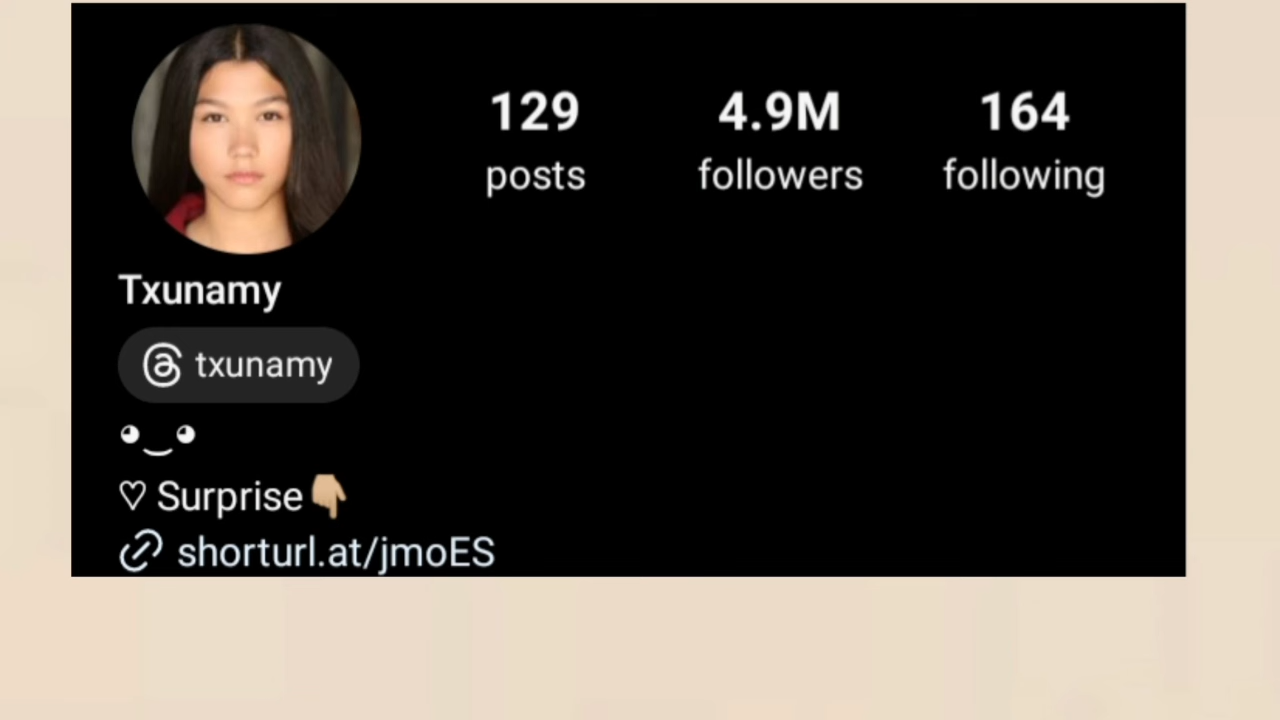 129 4.9M 164
posts followers following
Txunamy
txunamy
◕‿◕
♡ Surprise👇🏼
shorturl.at/jmoES